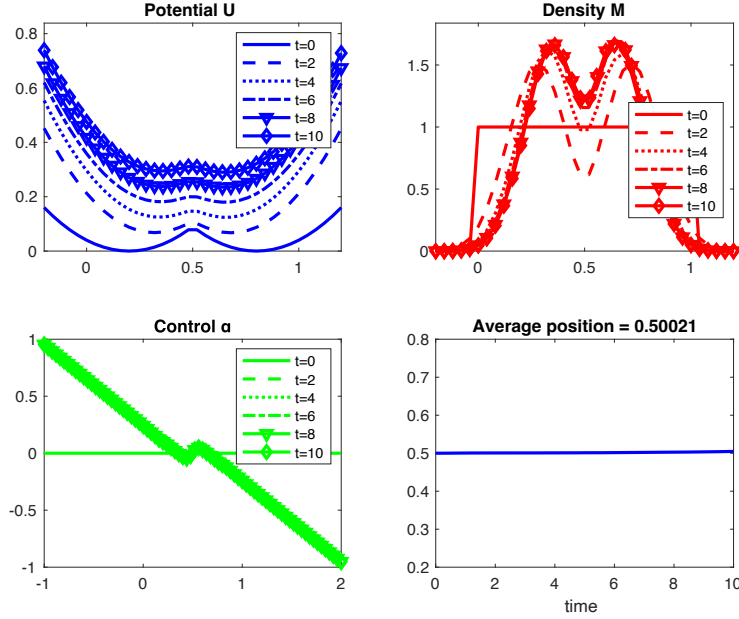 Potential U
0.8
0.6
0.4
0.2
0
0 0.5 1
t=0
t=2
t=4
t=6
t=8
t=10
Density M
1.5
1
0.5
0
0 0.5 1
t=0
t=2
t=4
t=6
t=8
t=10
Control α
1
0.5
0
-0.5
-1
-1 0 1 2
t=0
t=2
t=4
t=6
t=8
t=10
Average position = 0.50021
0.8
0.7
0.6
0.5
0.4
0.3
0.2
0 2 4 6 8 10
time